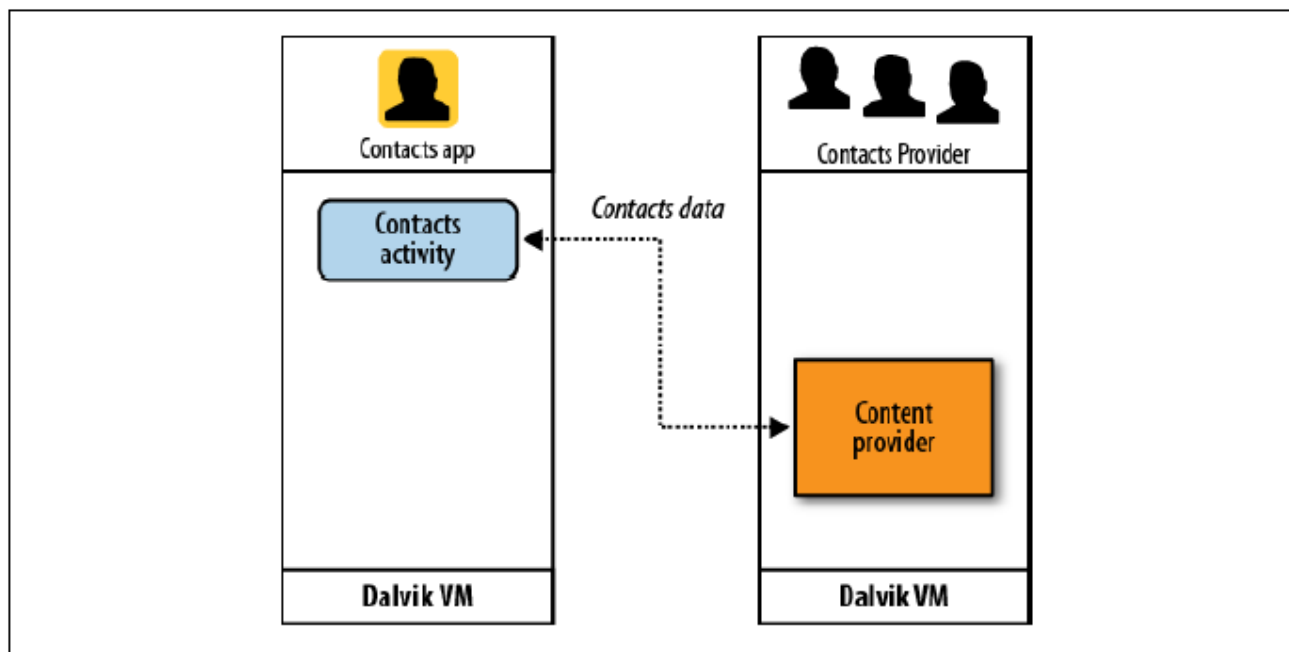 Contacts app
Contacts Provider
Contacts data
Contacts
activity
Content
provider
Dalvik VM
Dalvik VM